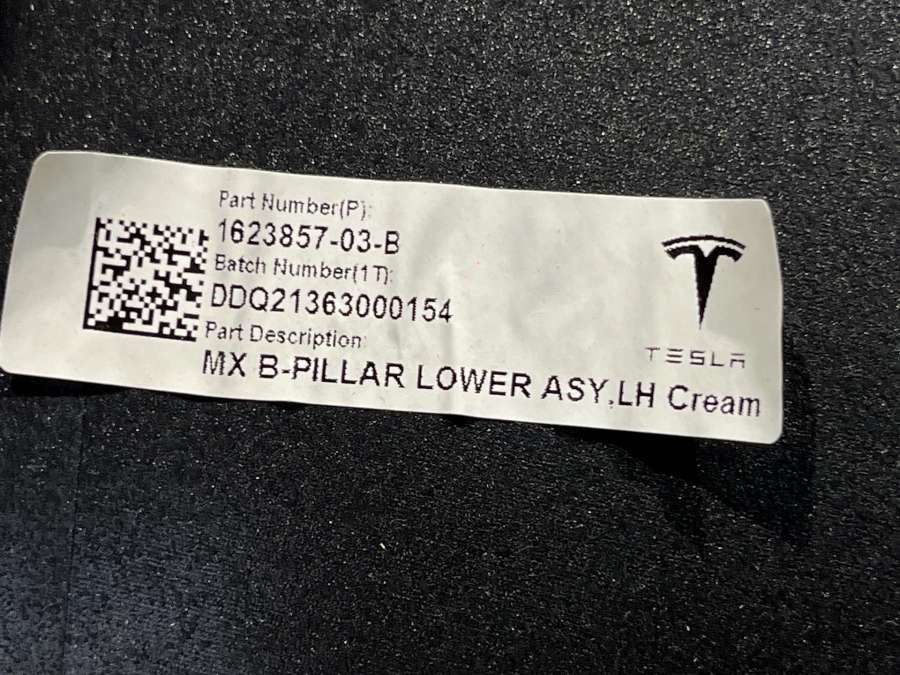 Part Number(P):
1623857-03-B
Batch Number(1T):
DDQ21363000154
Part Description:
MX B-PILLAR LOWER ASY,LH Cream
TESLA